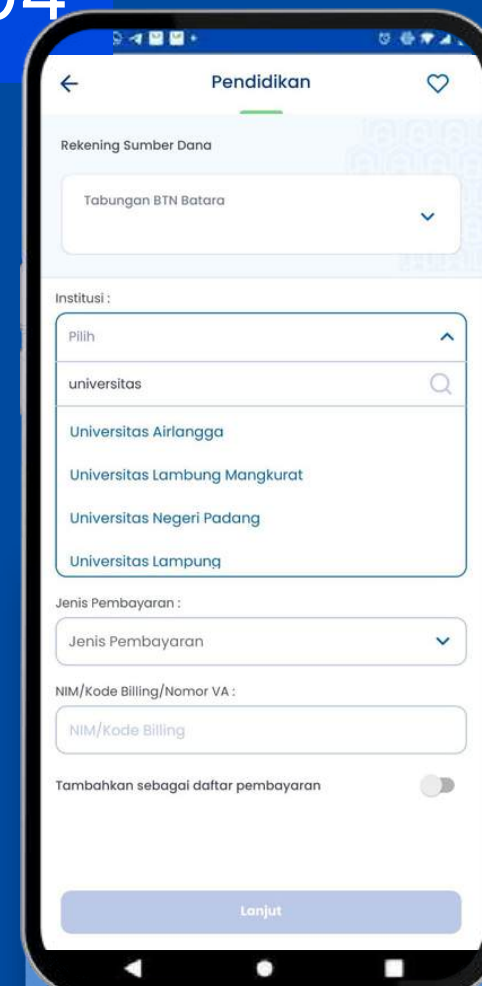 04
Pendidikan
Rekening Sumber Dana
Tabungan BTN Batara
Institusi :
Pilih
universitas
Universitas Airlangga
Universitas Lambung Mangkurat
Universitas Negeri Padang
Universitas Lampung
Jenis Pembayaran :
Jenis Pembayaran
NIM/Kode Billing/Nomor VA :
NIM/Kode Billing
Tambahkan sebagai daftar pembayaran
Lanjut